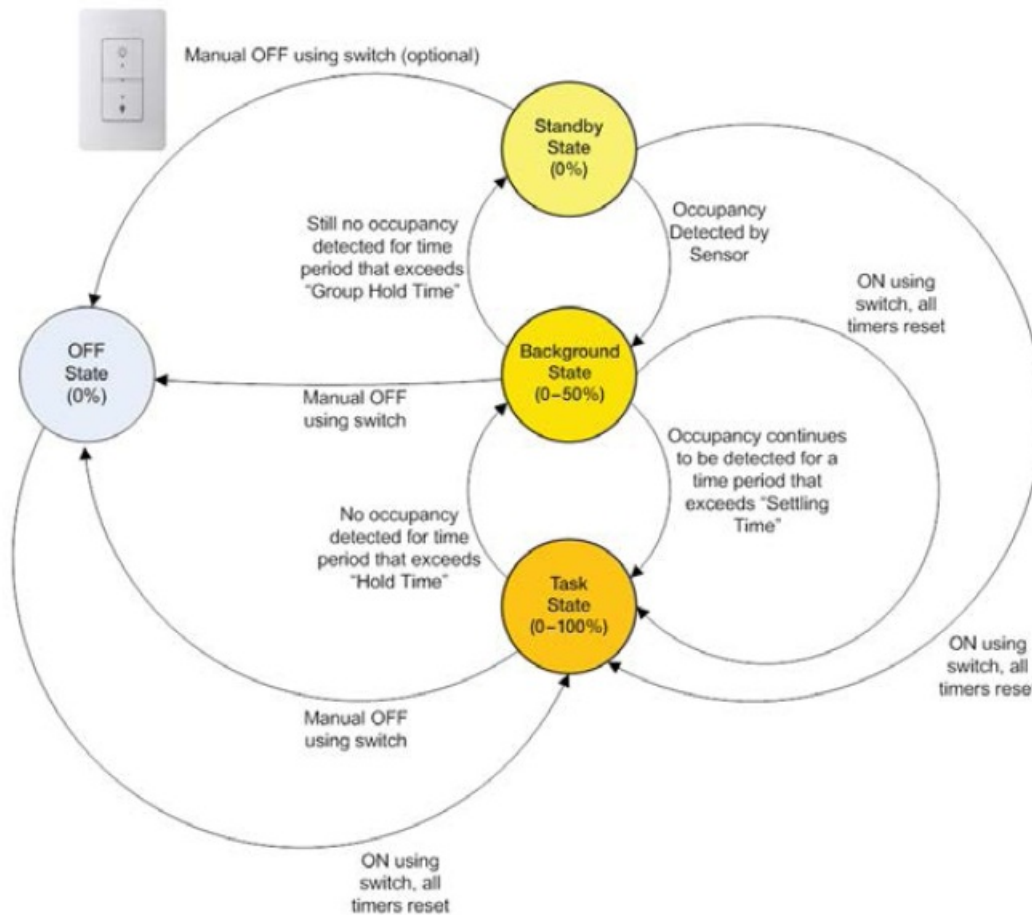 Manual OFF using switch (optional)
Standby
State
(0%)
Still no occupancy
detected for time
period that exceeds
“Group Hold Time”
Occupancy
Detected by
Sensor
ON using
switch, all
timers reset
OFF
State
(0%)
Background
State
(0–50%)
Manual OFF
using switch
Occupancy continues
to be detected for a
time period that
exceeds “Settling
Time”
No occupancy
detected for time
period that exceeds
“Hold Time”
Task
State
(0–100%)
ON using
switch, all
timers reset
Manual OFF
using switch
ON using
switch, all
timers reset